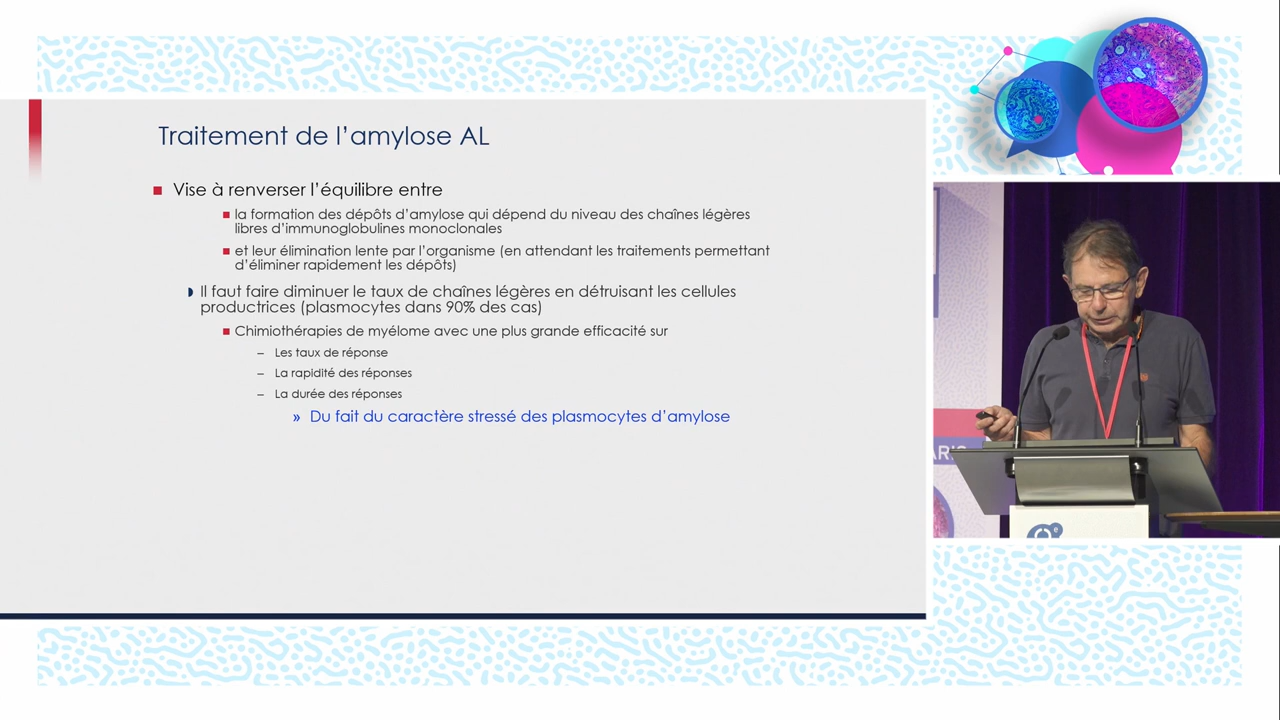 Traitement de l’amylose AL
Vise à renverser l’équilibre entre
la formation des dépôts d’amylose qui dépend du niveau des chaînes légères
libres d’immunoglobulines monoclonales
et leur élimination lente par l’organisme (en attendant les traitements permettant
d’éliminer rapidement les dépôts)
Il faut faire diminuer le taux de chaînes légères en détruisant les cellules
productrices (plasmocytes dans 90% des cas)
Chimiothérapies de myélome avec une plus grande efficacité sur
– Les taux de réponse
– La rapidité des réponses
– La durée des réponses
» Du fait du caractère stressé des plasmocytes d’amylose